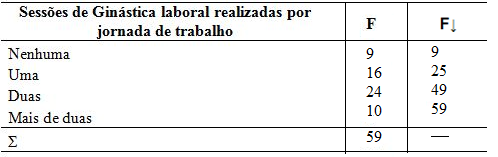 Sessões de Ginástica laboral realizadas por jornada de trabalho F F↓
Nenhuma 9 9
Uma 16 25
Duas 24 49
Mais de duas 10 59
Σ 59 —